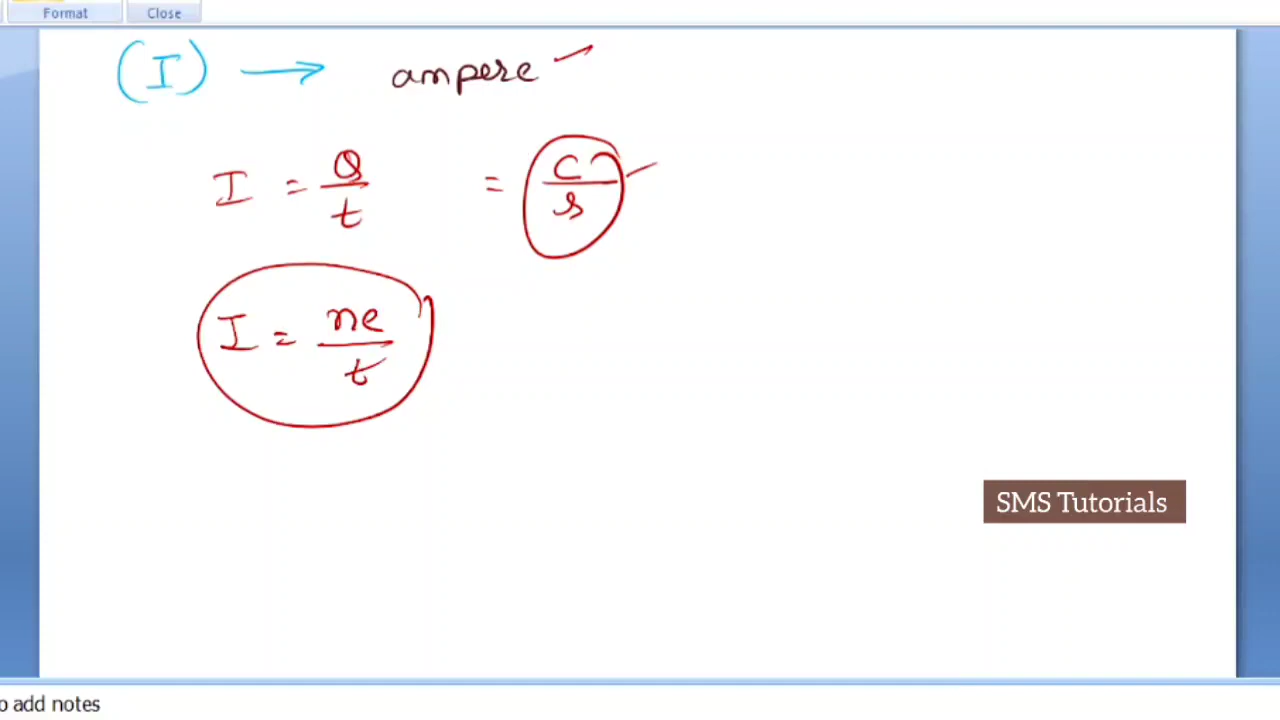 Format Close
(I) → ampere
I = Q/t = C/s
I = ne/t
SMS Tutorials
o add notes